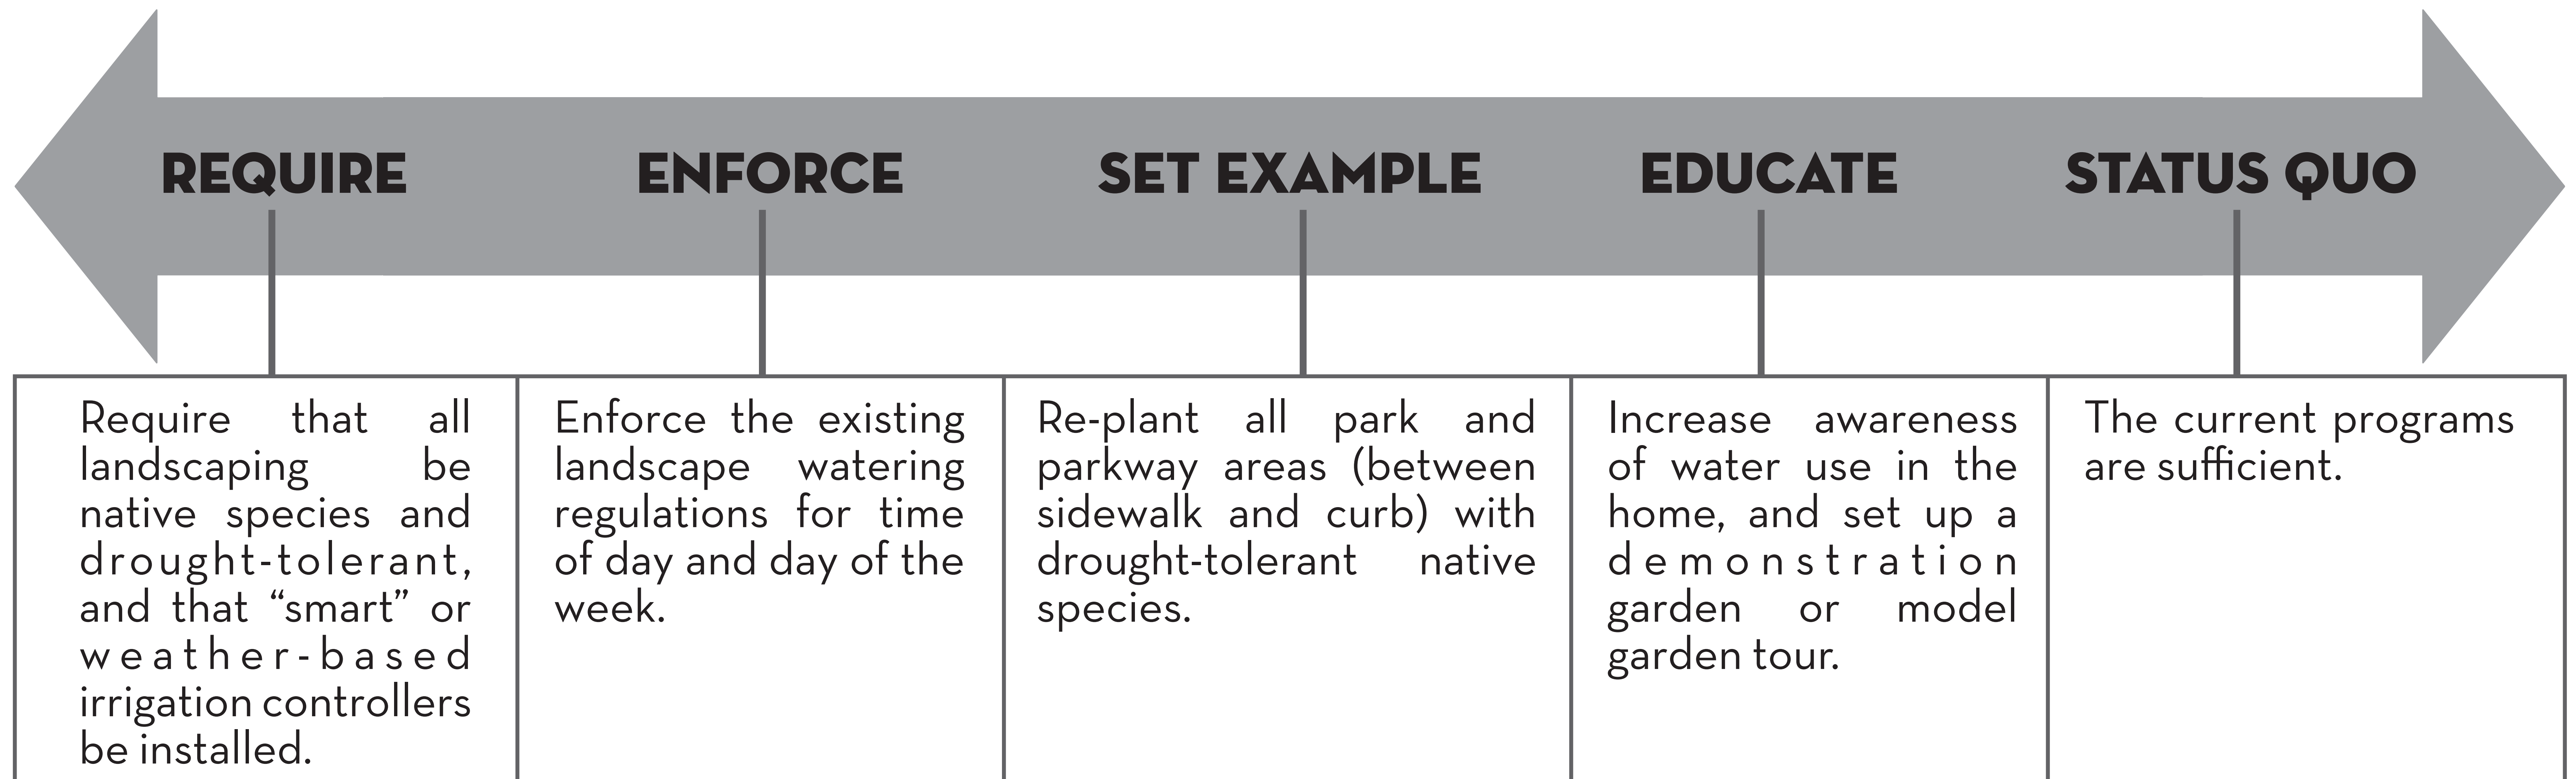 REQUIRE
ENFORCE
SET EXAMPLE
EDUCATE
STATUS QUO
Require that all
landscaping be
native species and
drought-tolerant,
and that “smart” or
weather-based
irrigation controllers
be installed.
Enforce the existing
landscape watering
regulations for time
of day and day of the
week.
Re-plant all park and
parkway areas (between
sidewalk and curb) with
drought-tolerant native
species.
Increase awareness
of water use in the
home, and set up a
demonstration
garden or model
garden tour.
The current programs
are sufficient.